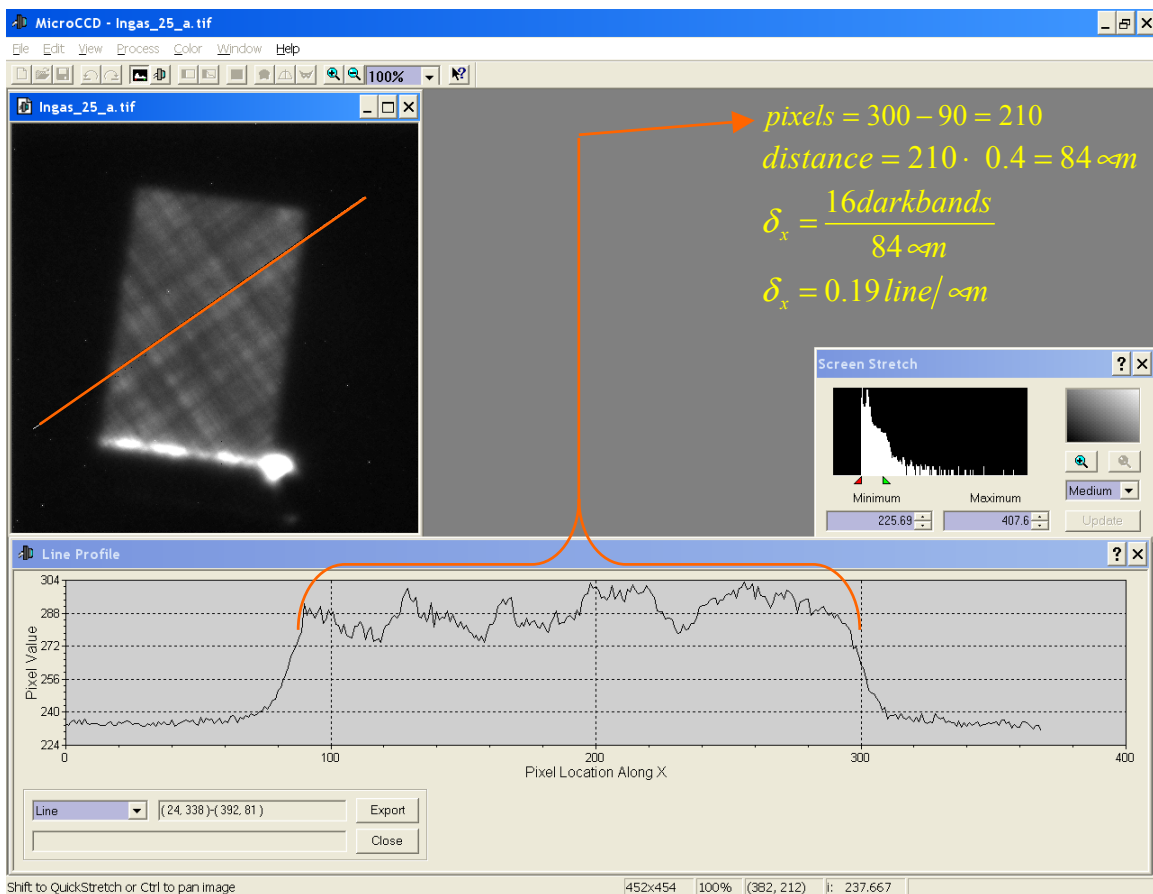 MicroCCD - Ingas_25_a.tif
File Edit View Process Color Window Help
100%
Ingas_25_a.tif
pixels = 300 − 90 = 210
distance = 210 · 0.4 = 84 ∝m
δx = 16darkbands / 84 ∝m
δx = 0.19 line/ ∝m
Screen Stretch
Minimum Maximum
225.69 407.6
Medium
Update
Line Profile
304
288
272
256
240
224
Pixel Value
0 100 200 300 400
Pixel Location Along X
Line ( 24, 338 )-( 392, 81 ) Export
Close
Shift to QuickStretch or Ctrl to pan image 452x454 100% (382, 212) i: 237.667